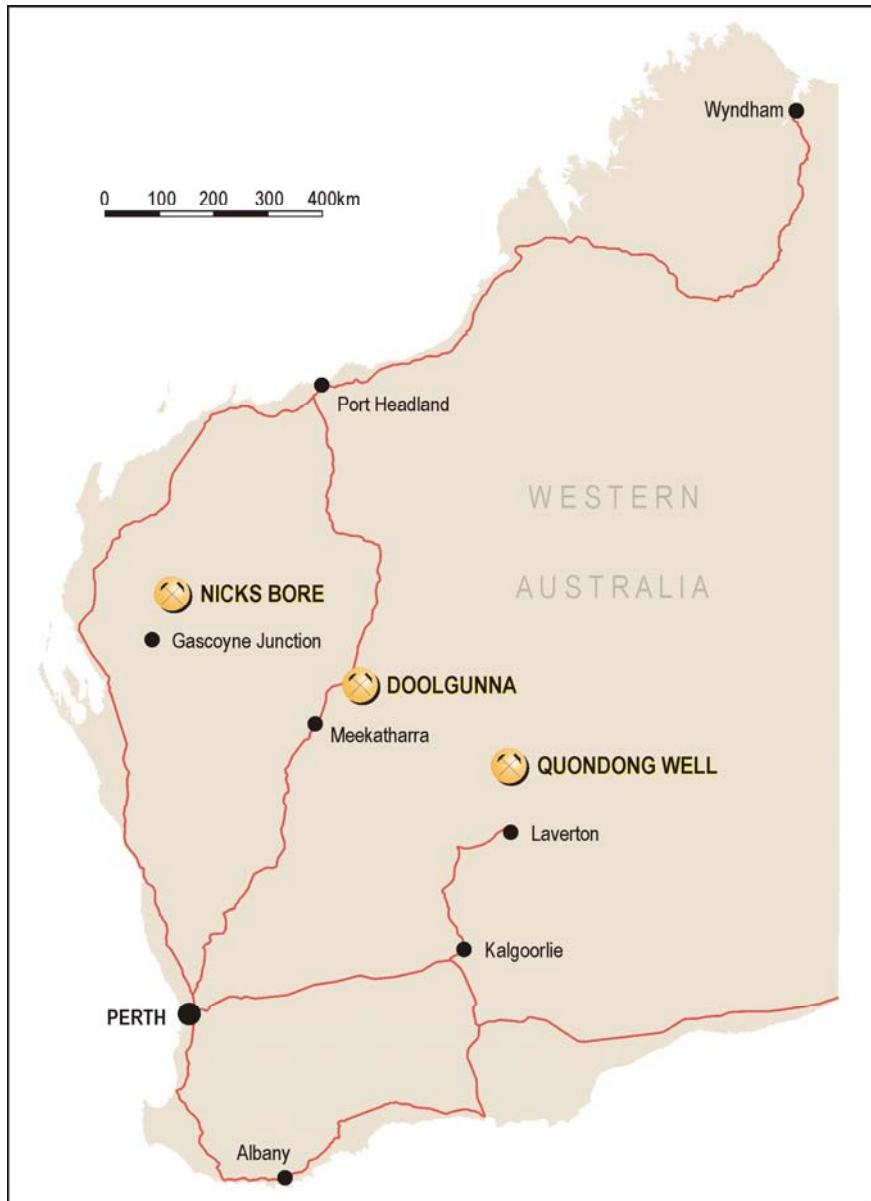 Wyndham
0 100 200 300 400km
Port Headland
WESTERN
AUSTRALIA
NICKS BORE
Gascoyne Junction
DOOLGUNNA
Meekatharra
QUONDONG WELL
Laverton
Kalgoorlie
PERTH
Albany